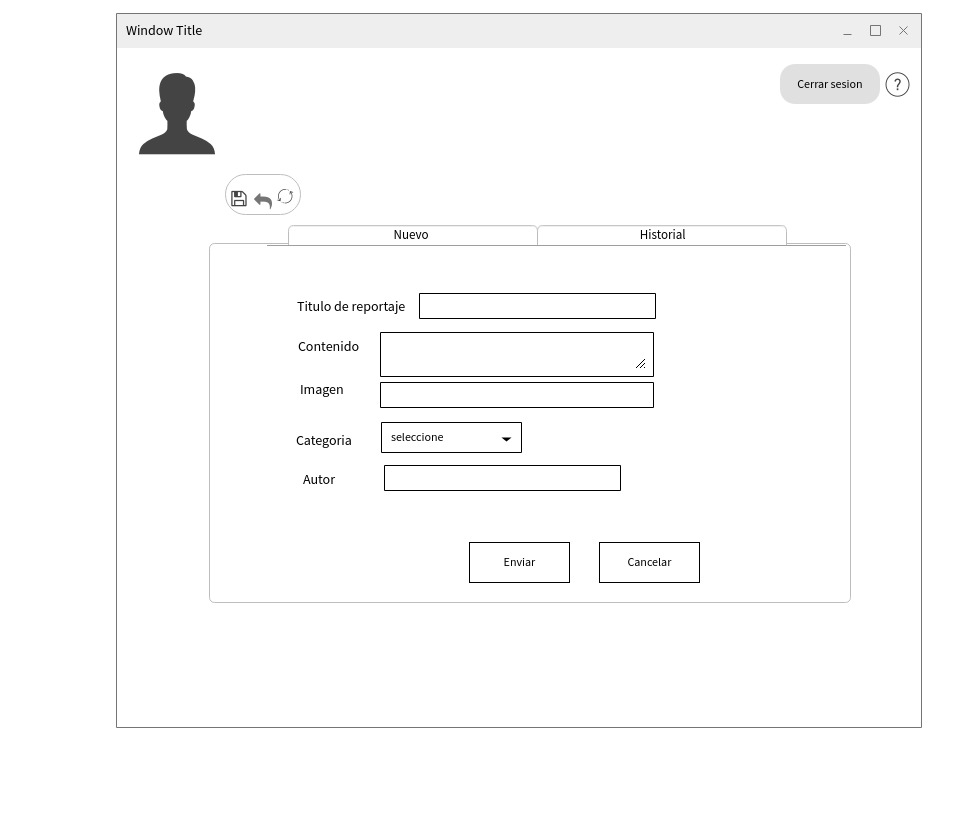 Window Title
Cerrar sesion
?
Nuevo
Historial
Titulo de reportaje
Contenido
Imagen
Categoria
seleccione
Autor
Enviar
Cancelar